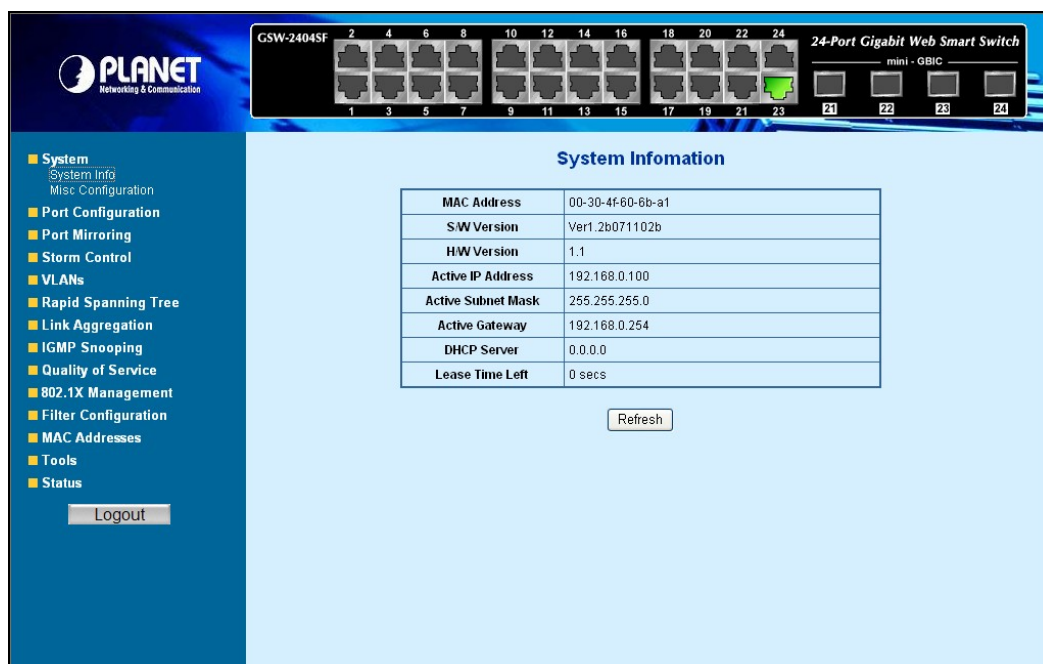 PLANET
Networking & Communication
GSW-2404SF
2 4 6 8 10 12 14 16 18 20 22 24
1 3 5 7 9 11 13 15 17 19 21 23
24-Port Gigabit Web Smart Switch
mini - GBIC
21 22 23 24
System
System Info
Misc Configuration
Port Configuration
Port Mirroring
Storm Control
VLANs
Rapid Spanning Tree
Link Aggregation
IGMP Snooping
Quality of Service
802.1X Management
Filter Configuration
MAC Addresses
Tools
Status
Logout
System Infomation
MAC Address 00-30-4f-60-6b-a1
S/W Version Ver1.2b071102b
H/W Version 1.1
Active IP Address 192.168.0.100
Active Subnet Mask 255.255.255.0
Active Gateway 192.168.0.254
DHCP Server 0.0.0.0
Lease Time Left 0 secs
Refresh